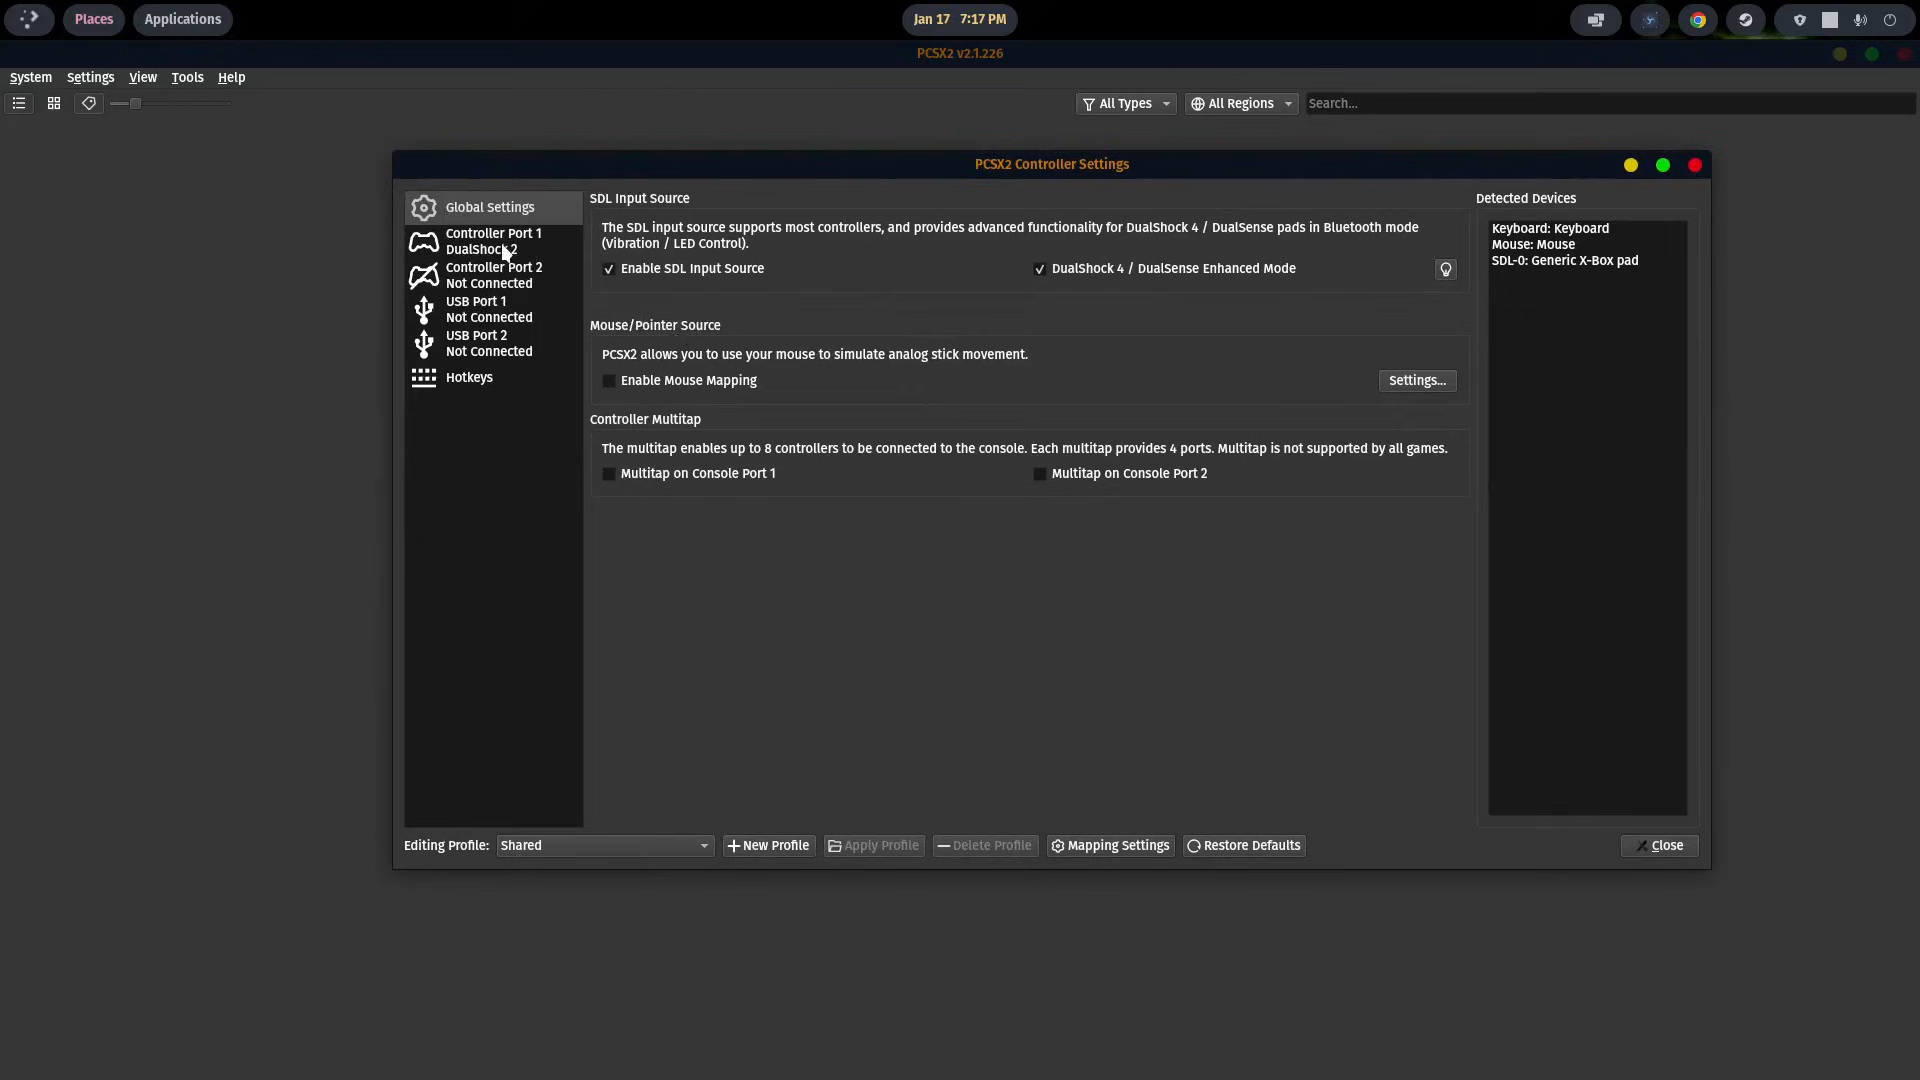 Places
Applications
Jan 17 7:17 PM
PCSX2 v2.1.226
System Settings View Tools Help
All Types
All Regions
Search...
PCSX2 Controller Settings
Global Settings
Controller Port 1
DualShock 2
Controller Port 2
Not Connected
USB Port 1
Not Connected
USB Port 2
Not Connected
Hotkeys
SDL Input Source
The SDL input source supports most controllers, and provides advanced functionality for DualShock 4 / DualSense pads in Bluetooth mode
(Vibration / LED Control).
Enable SDL Input Source
DualShock 4 / DualSense Enhanced Mode
Mouse/Pointer Source
PCSX2 allows you to use your mouse to simulate analog stick movement.
Enable Mouse Mapping
Settings...
Controller Multitap
The multitap enables up to 8 controllers to be connected to the console. Each multitap provides 4 ports. Multitap is not supported by all games.
Multitap on Console Port 1
Multitap on Console Port 2
Detected Devices
Keyboard: Keyboard
Mouse: Mouse
SDL-0: Generic X-Box pad
Editing Profile: Shared
New Profile
Apply Profile
Delete Profile
Mapping Settings
Restore Defaults
Close